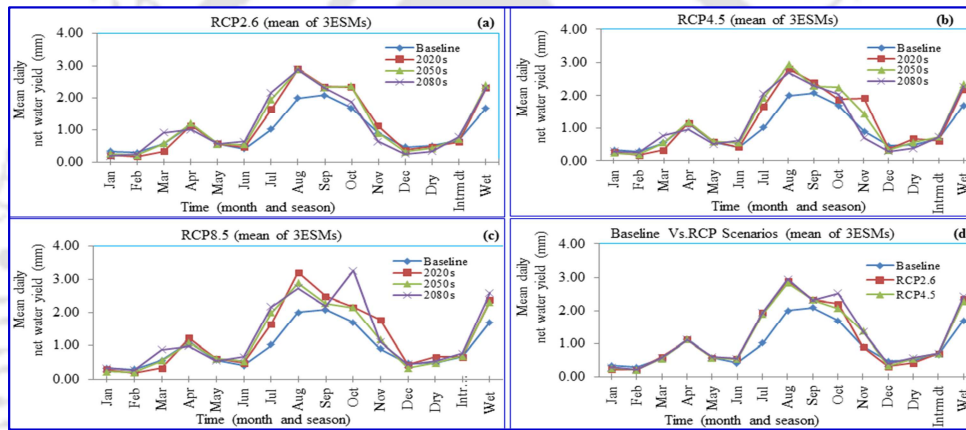 RCP2.6 (mean of 3ESMs) (a)
Mean daily
net water yield (mm)
4.00
3.00
2.00
1.00
0.00
Baseline
2020s
2050s
2080s
Jan Feb Mar Apr May Jun Jul Aug Sep Oct Nov Dec Dry Intrmdt Wet
Time (month and season)
RCP4.5 (mean of 3ESMs) (b)
Mean daily
net water yield (mm)
4.00
3.00
2.00
1.00
0.00
Baseline
2020s
2050s
2080s
Jan Feb Mar Apr May Jun Jul Aug Sep Oct Nov Dec Dry Intrmdt Wet
Time (month and season)
RCP8.5 (mean of 3ESMs) (c)
Mean daily
net water yield (mm)
4.00
3.00
2.00
1.00
0.00
Baseline
2020s
2050s
2080s
Jan Feb Mar Apr May Jun Jul Aug Sep Oct Nov Dec Dry Intr... Wet
Time (month and season)
Baseline Vs.RCP Scenarios (mean of 3ESMs) (d)
Mean daily
net water yield (mm)
4.00
3.00
2.00
1.00
0.00
Baseline
RCP2.6
RCP4.5
Jan Feb Mar Apr May Jun Jul Aug Sep Oct Nov Dec Dry Intrmdt Wet
Time (month and season)